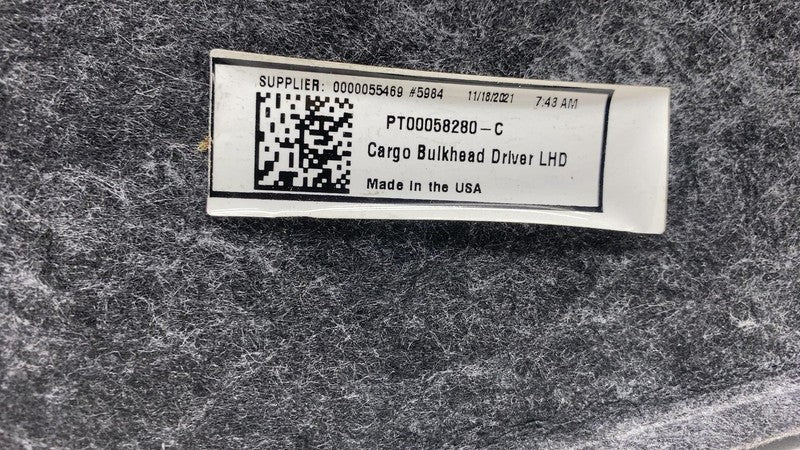 SUPPLIER: 0000055469 #5984 11/18/2021 7:43 AM
PT00058280-C
Cargo Bulkhead Driver LHD
Made in the USA